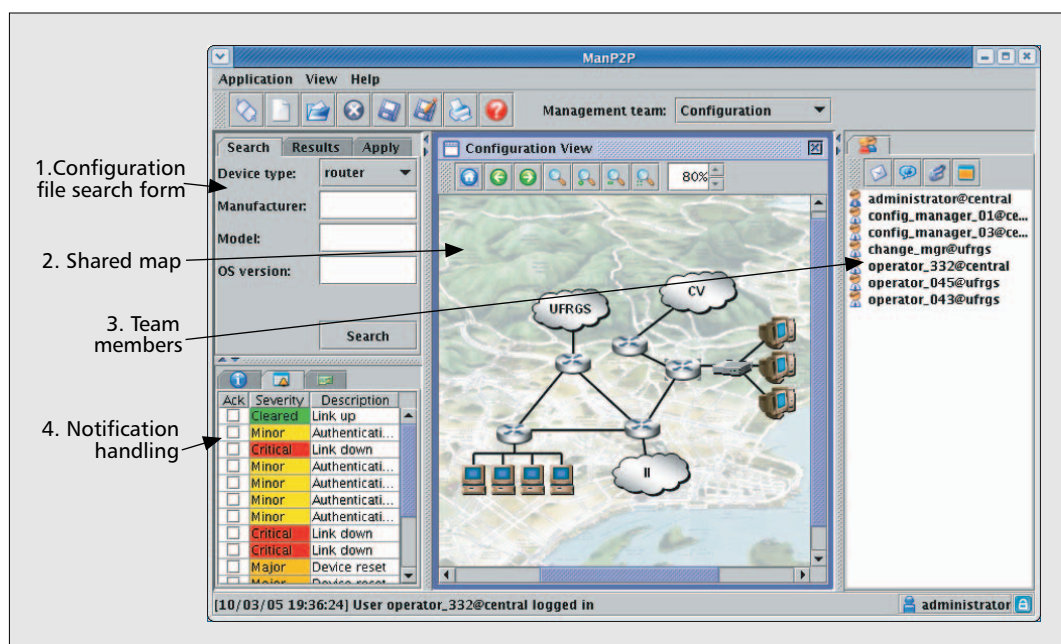 ManP2P
Application View Help
Management team: Configuration
1.Configuration
file search form
2. Shared map
3. Team
members
4. Notification
handling
Search Results Apply
Device type: router
Manufacturer:
Model:
OS version:
Search
Ack Severity Description
Cleared Link up
Minor Authenticati...
Critical Link down
Minor Authenticati...
Minor Authenticati...
Minor Authenticati...
Minor Authenticati...
Critical Link down
Critical Link down
Major Device reset
Major Device reset
Configuration View
80%
UFRGS
CV
II
administrator@central
config_manager_01@ce...
config_manager_03@ce...
change_mgr@ufrgs
operator_332@central
operator_045@ufrgs
operator_043@ufrgs
[10/03/05 19:36:24] User operator_332@central logged in
administrator